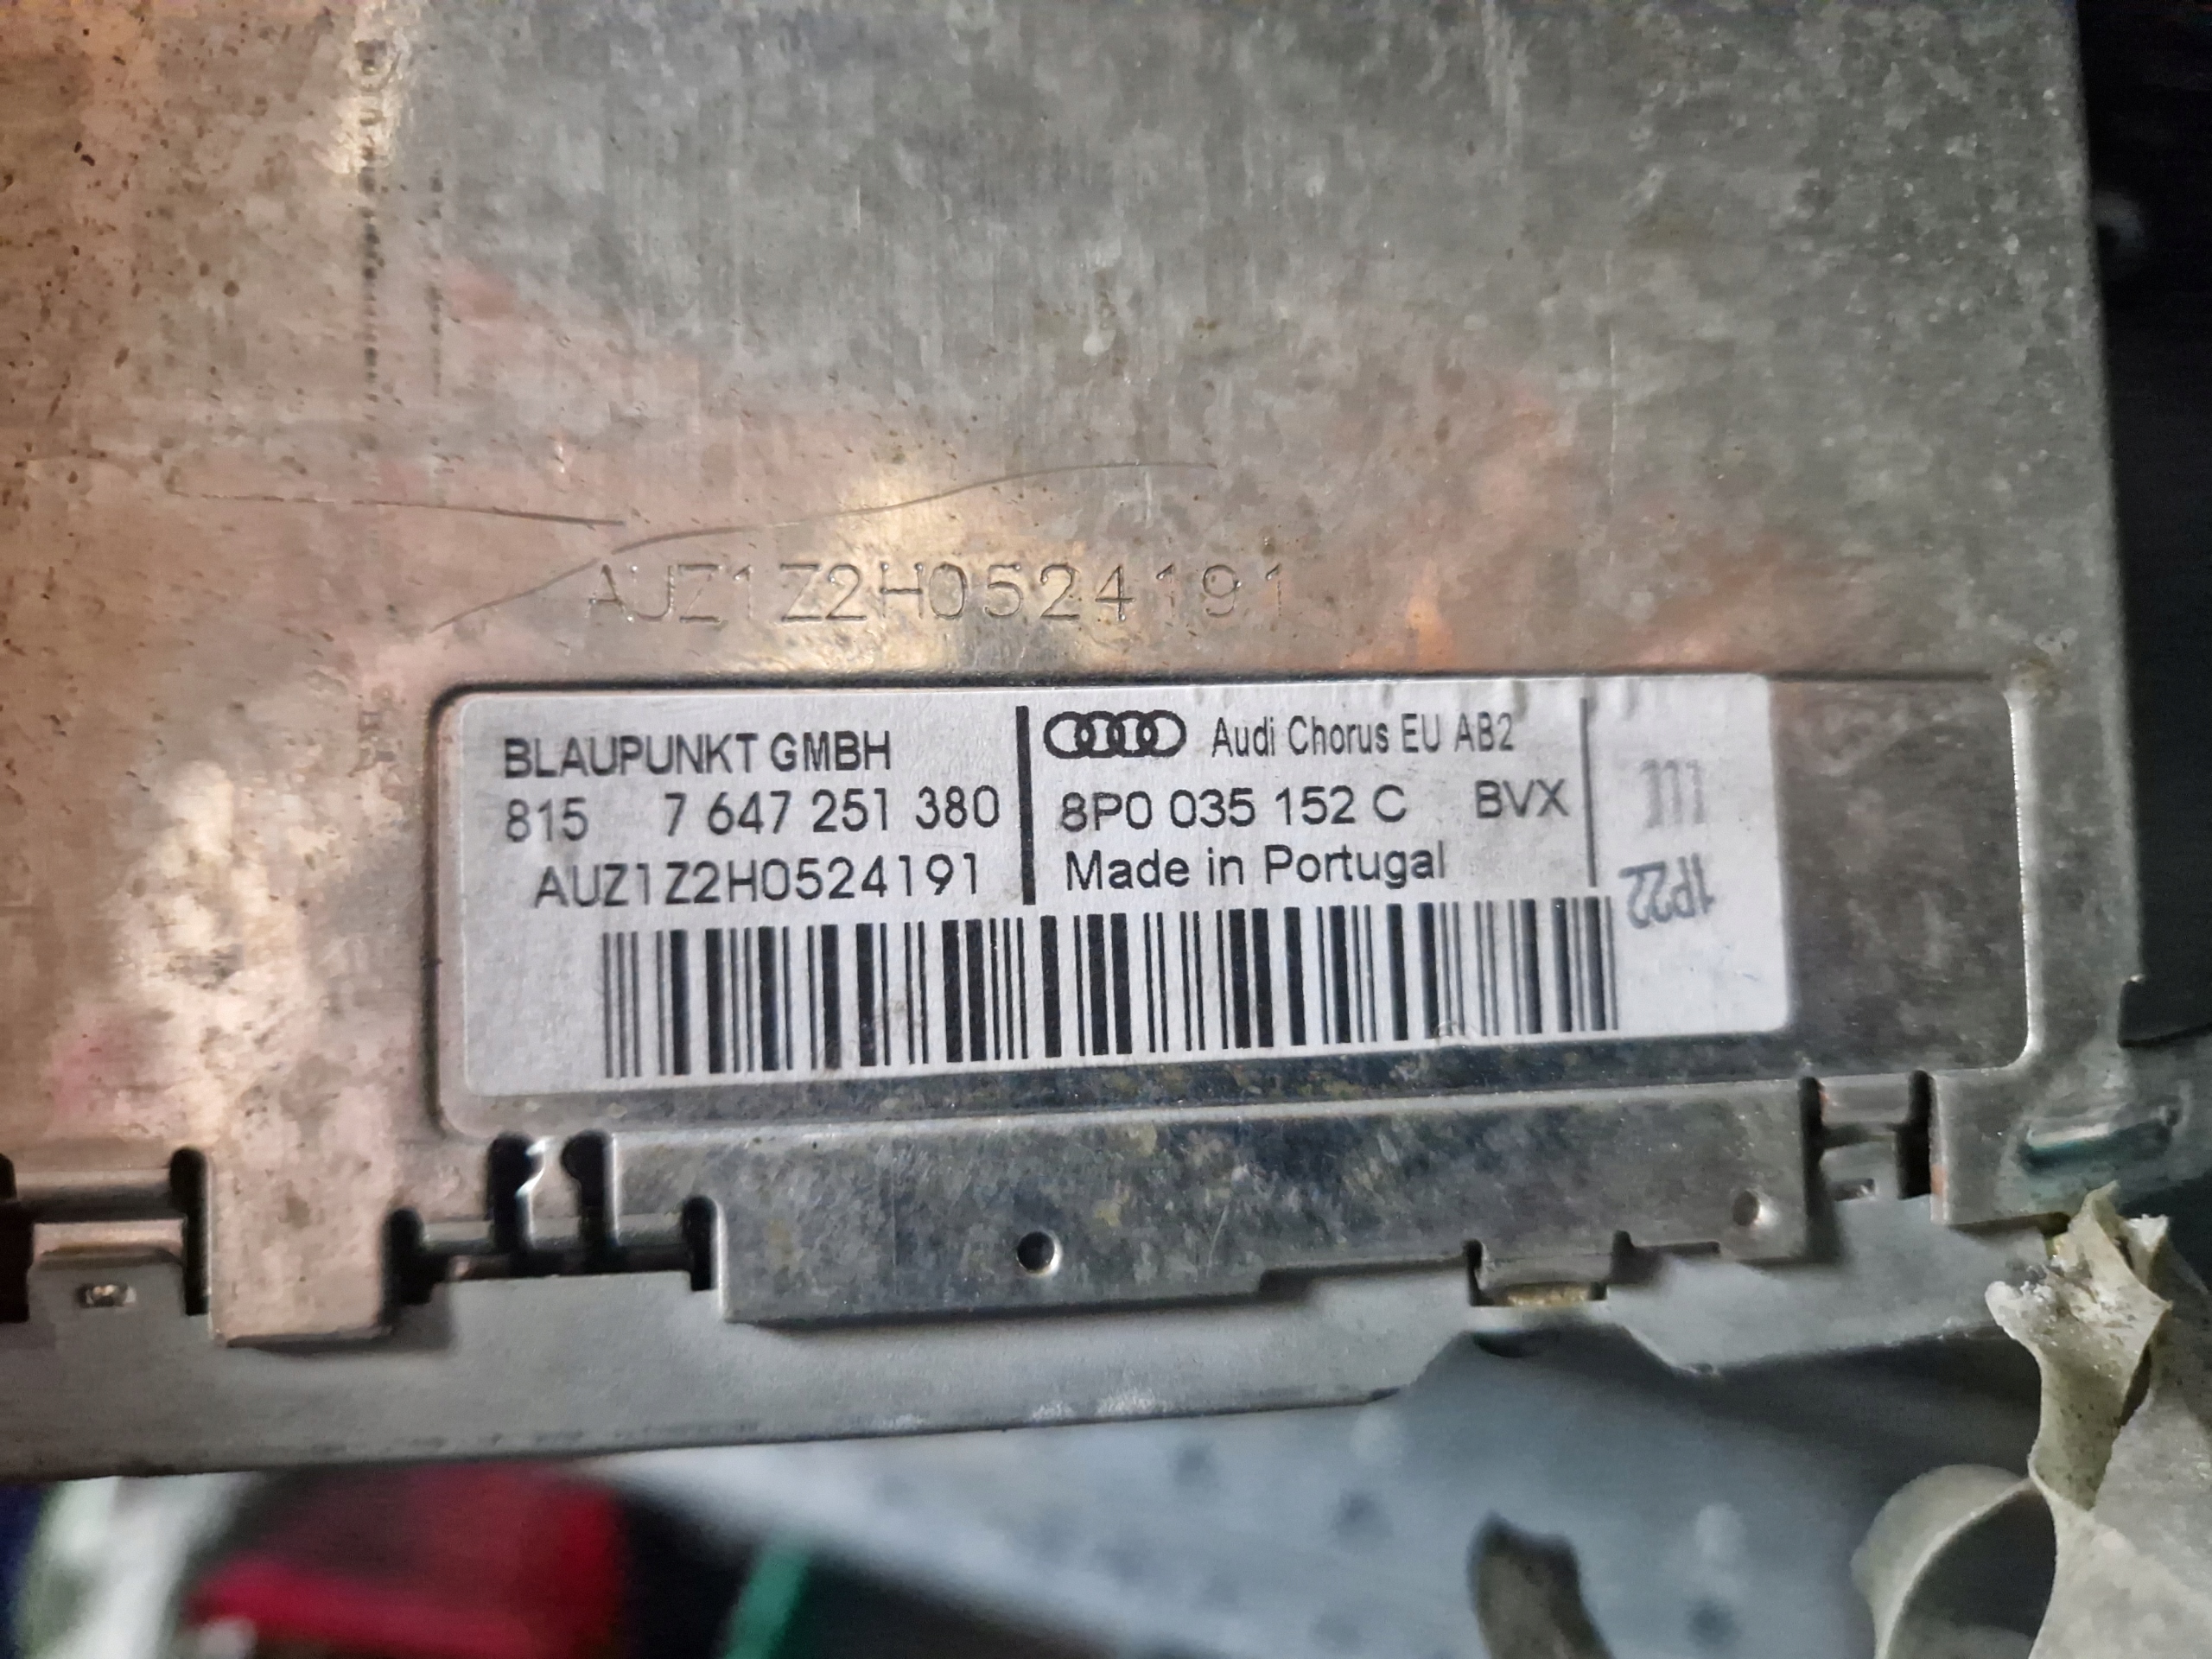 AUZ1Z2H0524191
BLAUPUNKT GMBH
815 7 647 251 380
AUZ1Z2H0524191
Audi Chorus EU AB2
8P0 035 152 C BVX
Made in Portugal
1P22